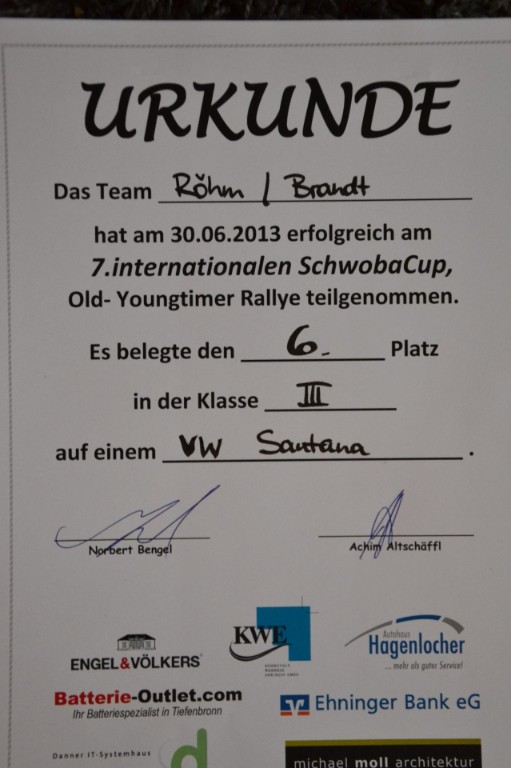 URKUNDE
Das Team Röhm / Brandt
hat am 30.06.2013 erfolgreich am
7.internationalen SchwobaCup,
Old- Youngtimer Rallye teilgenommen.
Es belegte den 6. Platz
in der Klasse III
auf einem VW Santana .
Norbert Bengel
Achim Altschäffl
ENGEL&VÖLKERS
KWE
Autohaus
Hagenlocher
... mehr als guter Service!
Batterie-Outlet.com
Ihr Batteriespezialist in Tiefenbronn
Ehninger Bank eG
Danner IT-Systemhaus
d
michael moll architektur